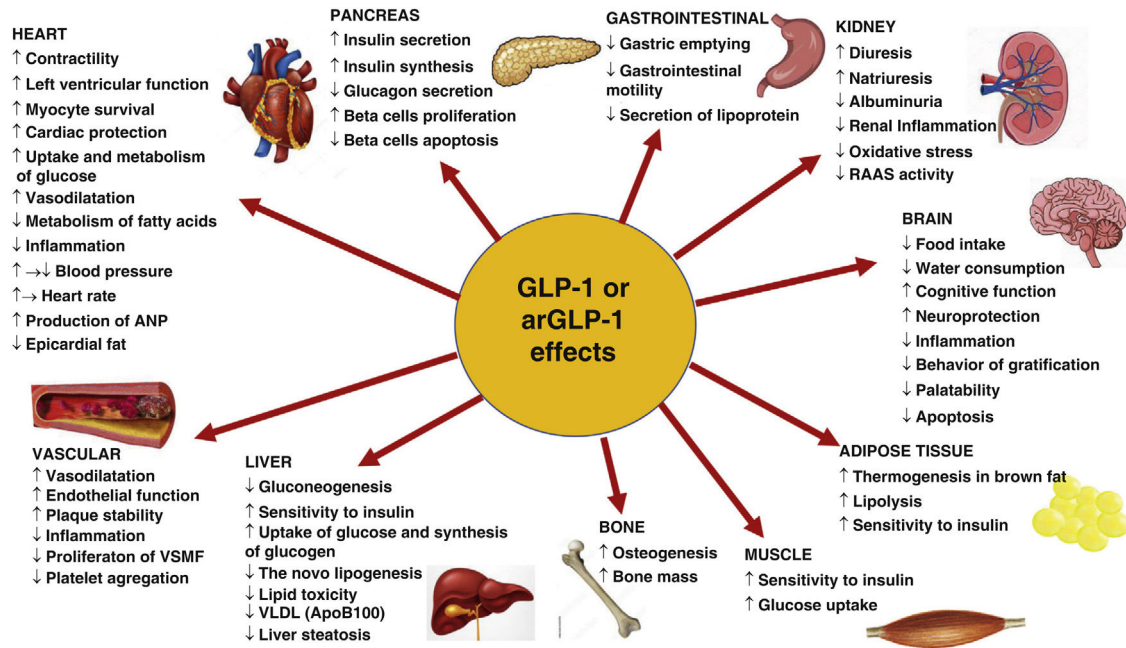 HEART
↑ Contractility
↑ Left ventricular function
↑ Myocyte survival
↑ Cardiac protection
↑ Uptake and metabolism
of glucose
↑ Vasodilatation
↓ Metabolism of fatty acids
↓ Inflammation
↑→↓ Blood pressure
↑→ Heart rate
↑ Production of ANP
↓ Epicardial fat
PANCREAS
↑ Insulin secretion
↑ Insulin synthesis
↓ Glucagon secretion
↑ Beta cells proliferation
↓ Beta cells apoptosis
GASTROINTESTINAL
↓ Gastric emptying
↓ Gastrointestinal
motility
↓ Secretion of lipoprotein
KIDNEY
↑ Diuresis
↑ Natriuresis
↓ Albuminuria
↓ Renal Inflammation
↓ Oxidative stress
↓ RAAS activity
BRAIN
↓ Food intake
↓ Water consumption
↑ Cognitive function
↑ Neuroprotection
↓ Inflammation
↓ Behavior of gratification
↓ Palatability
↓ Apoptosis
GLP-1 or
arGLP-1
effects
VASCULAR
↑ Vasodilatation
↑ Endothelial function
↑ Plaque stability
↓ Inflammation
↓ Proliferaton of VSMF
↓ Platelet agregation
LIVER
↓ Gluconeogenesis
↑ Sensitivity to insulin
↑ Uptake of glucose and synthesis
of glucogen
↓ The novo lipogenesis
↓ Lipid toxicity
↓ VLDL (ApoB100)
↓ Liver steatosis
BONE
↑ Osteogenesis
↑ Bone mass
MUSCLE
↑ Sensitivity to insulin
↑ Glucose uptake
ADIPOSE TISSUE
↑ Thermogenesis in brown fat
↑ Lipolysis
↑ Sensitivity to insulin